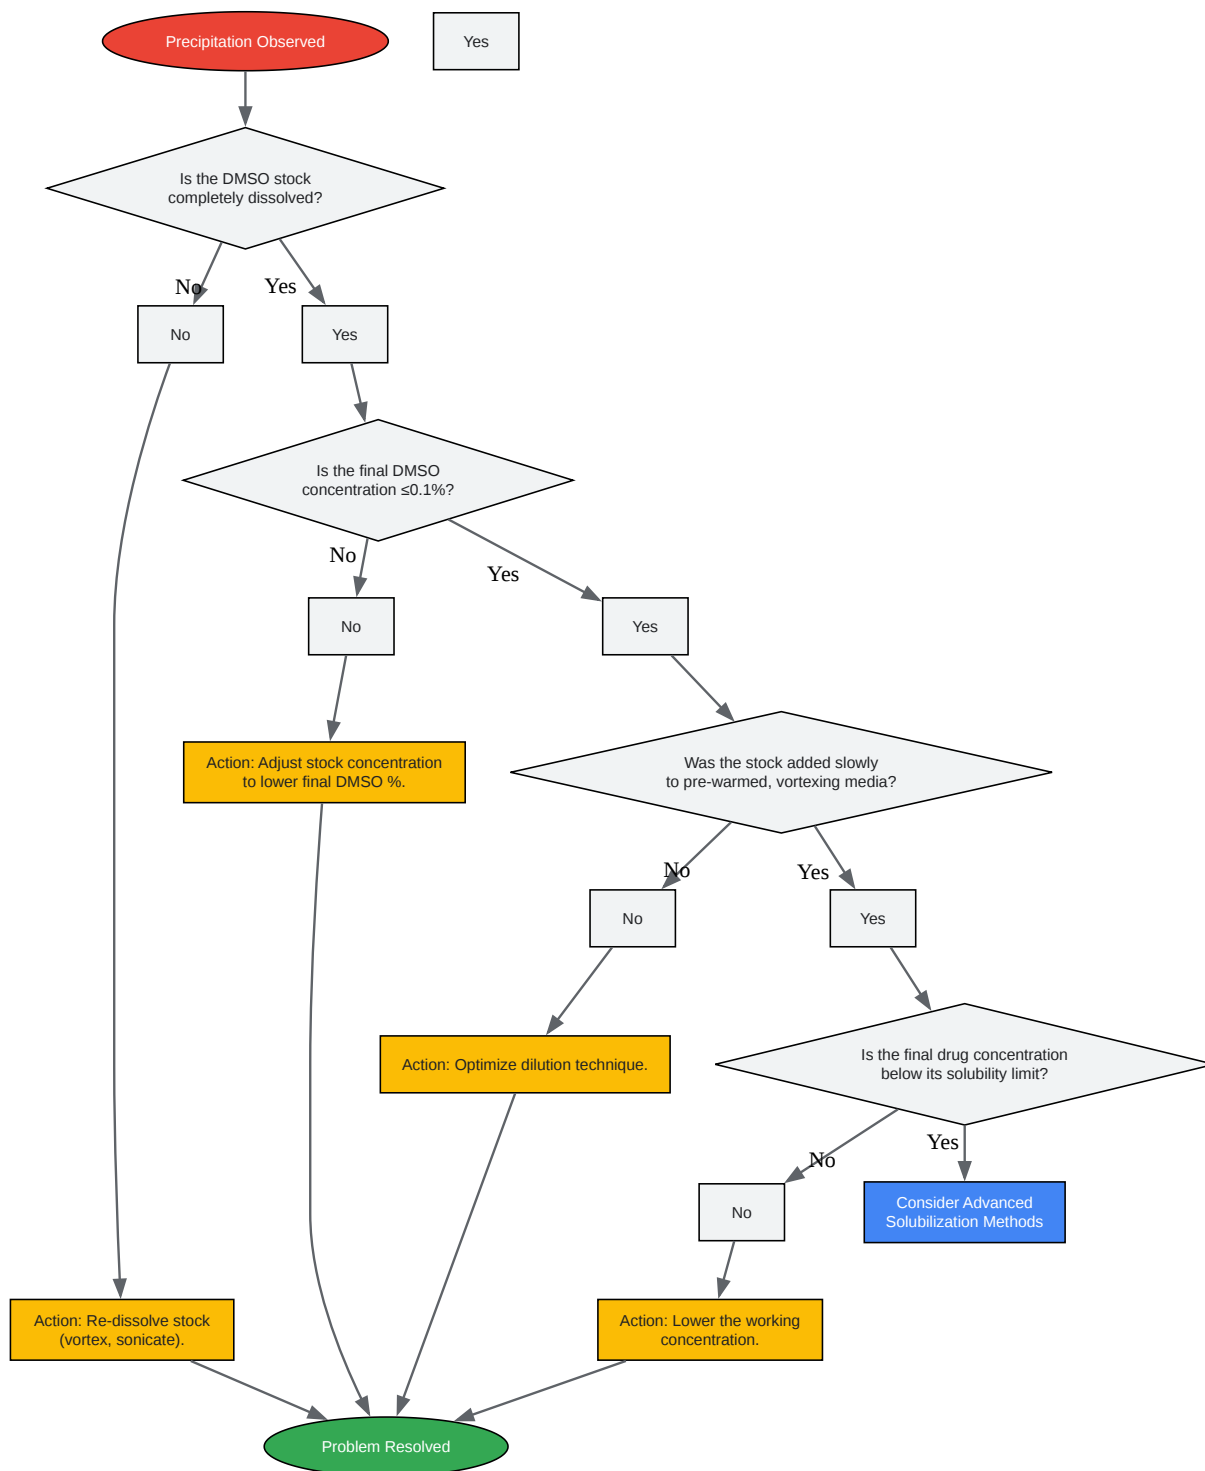 Precipitation Observed
Yes
Is the DMSO stock
completely dissolved?
No
Yes
No
Yes
Is the final DMSO
concentration ≤0.1%?
No
Yes
No
Yes
Action: Adjust stock concentration
to lower final DMSO %.
Was the stock added slowly
to pre-warmed, vortexing media?
No
Yes
No
Yes
Action: Optimize dilution technique.
Is the final drug concentration
below its solubility limit?
No
Yes
No
Consider Advanced
Solubilization Methods
Action: Re-dissolve stock
(vortex, sonicate).
Action: Lower the working
concentration.
Problem Resolved